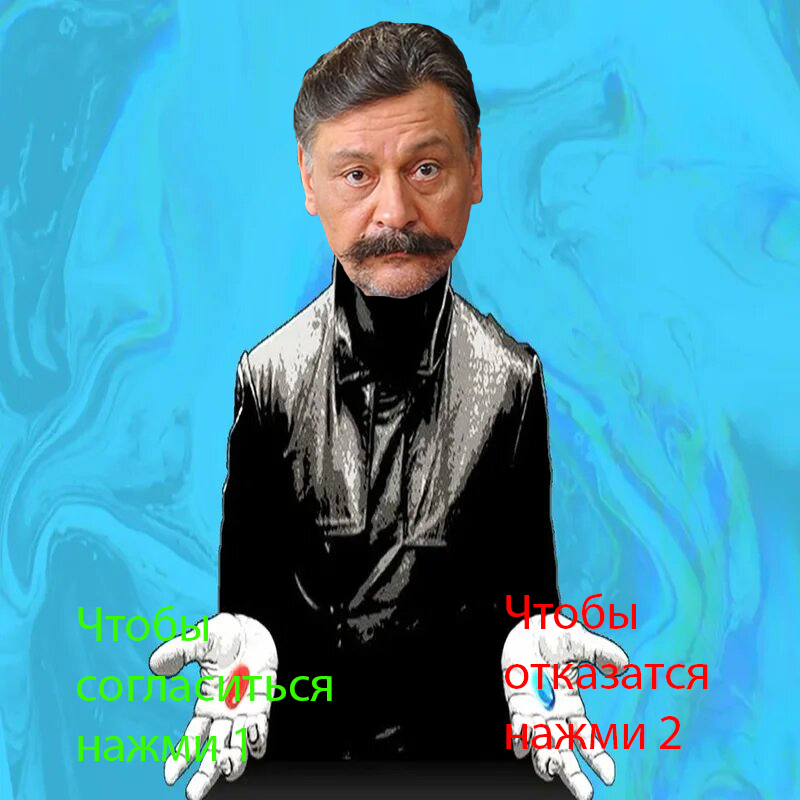 Чтобы
согласиться
нажми 1
Чтобы
отказатся
нажми 2